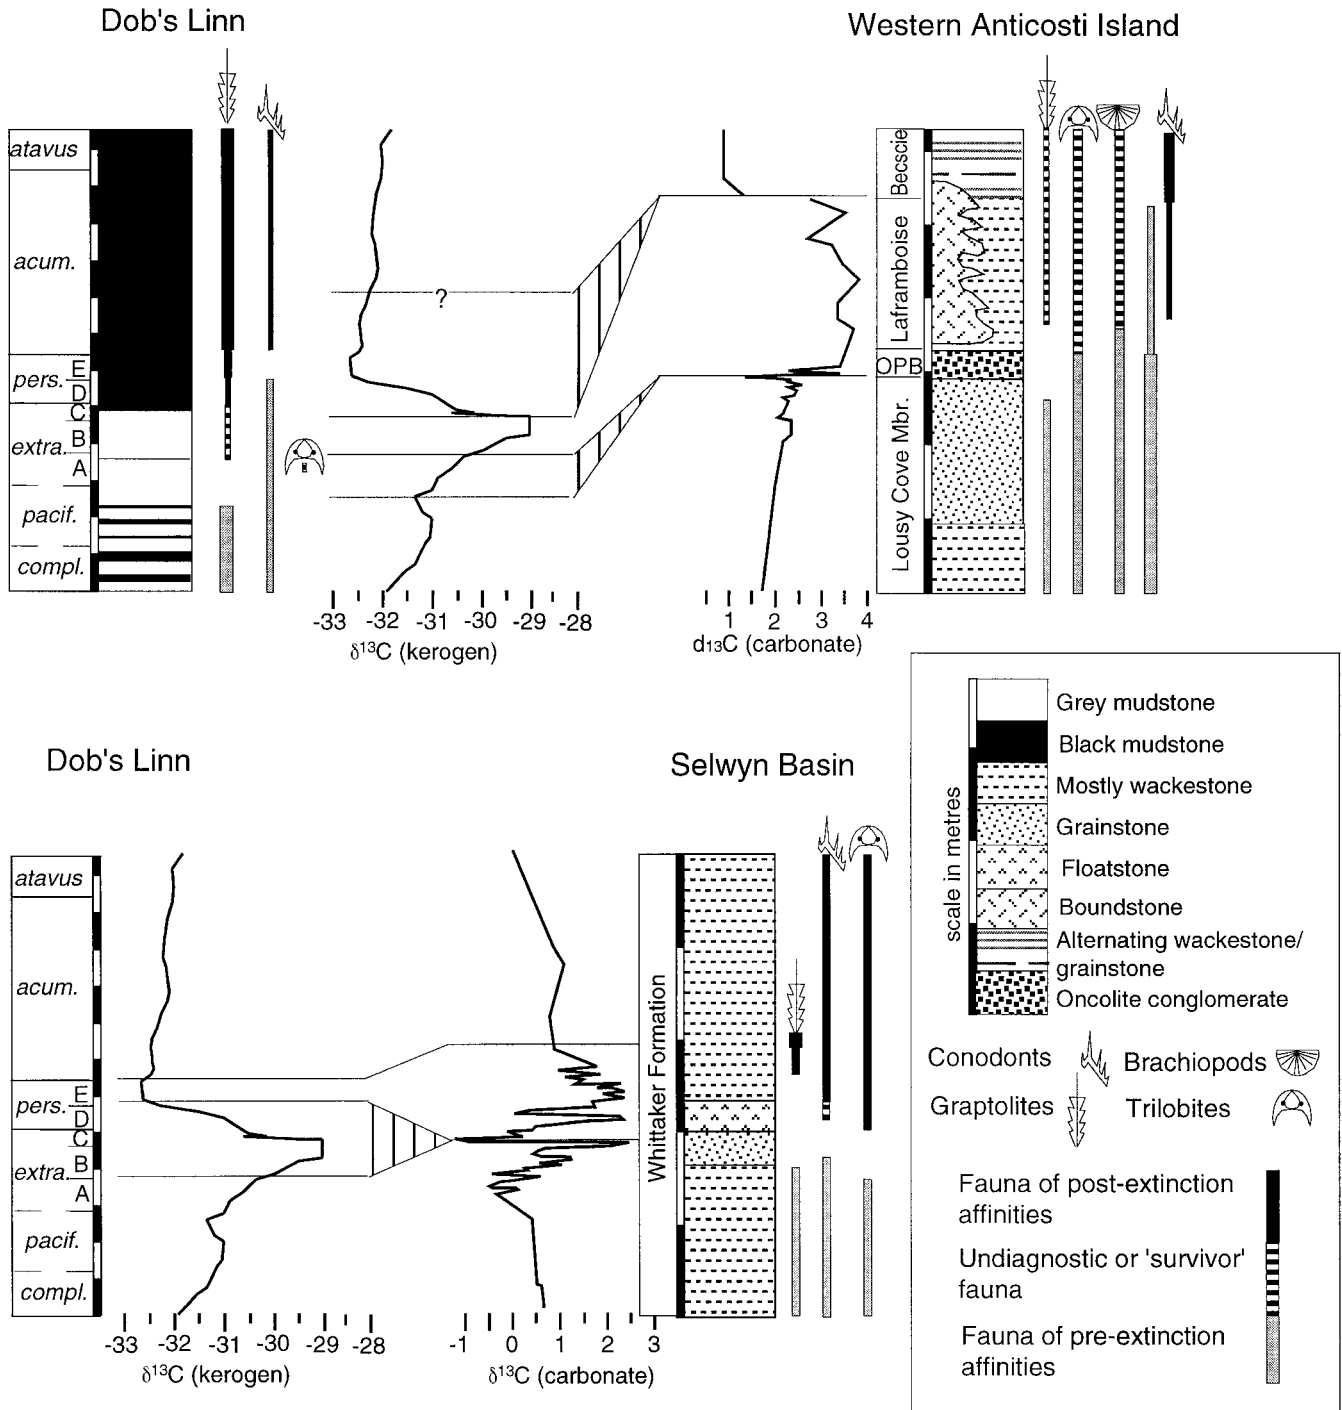 Dob's Linn
Western Anticosti Island
atavus
acum.
pers.
E
D
extra.
C
B
A
pacif.
compl.
?
-33 -32 -31 -30 -29 -28
δ¹³C (kerogen)
1 2 3 4
d₁₃C (carbonate)
Becscie
Laframboise
OPB
Lousy Cove Mbr.
Dob's Linn
Selwyn Basin
atavus
acum.
pers.
E
D
extra.
C
B
A
pacif.
compl.
-33 -32 -31 -30 -29 -28
δ¹³C (kerogen)
-1 0 1 2 3
δ¹³C (carbonate)
Whittaker Formation
scale in metres
Grey mudstone
Black mudstone
Mostly wackestone
Grainstone
Floatstone
Boundstone
Alternating wackestone/
grainstone
Oncolite conglomerate
Conodonts
Brachiopods
Graptolites
Trilobites
Fauna of post-extinction
affinities
Undiagnostic or 'survivor'
fauna
Fauna of pre-extinction
affinities